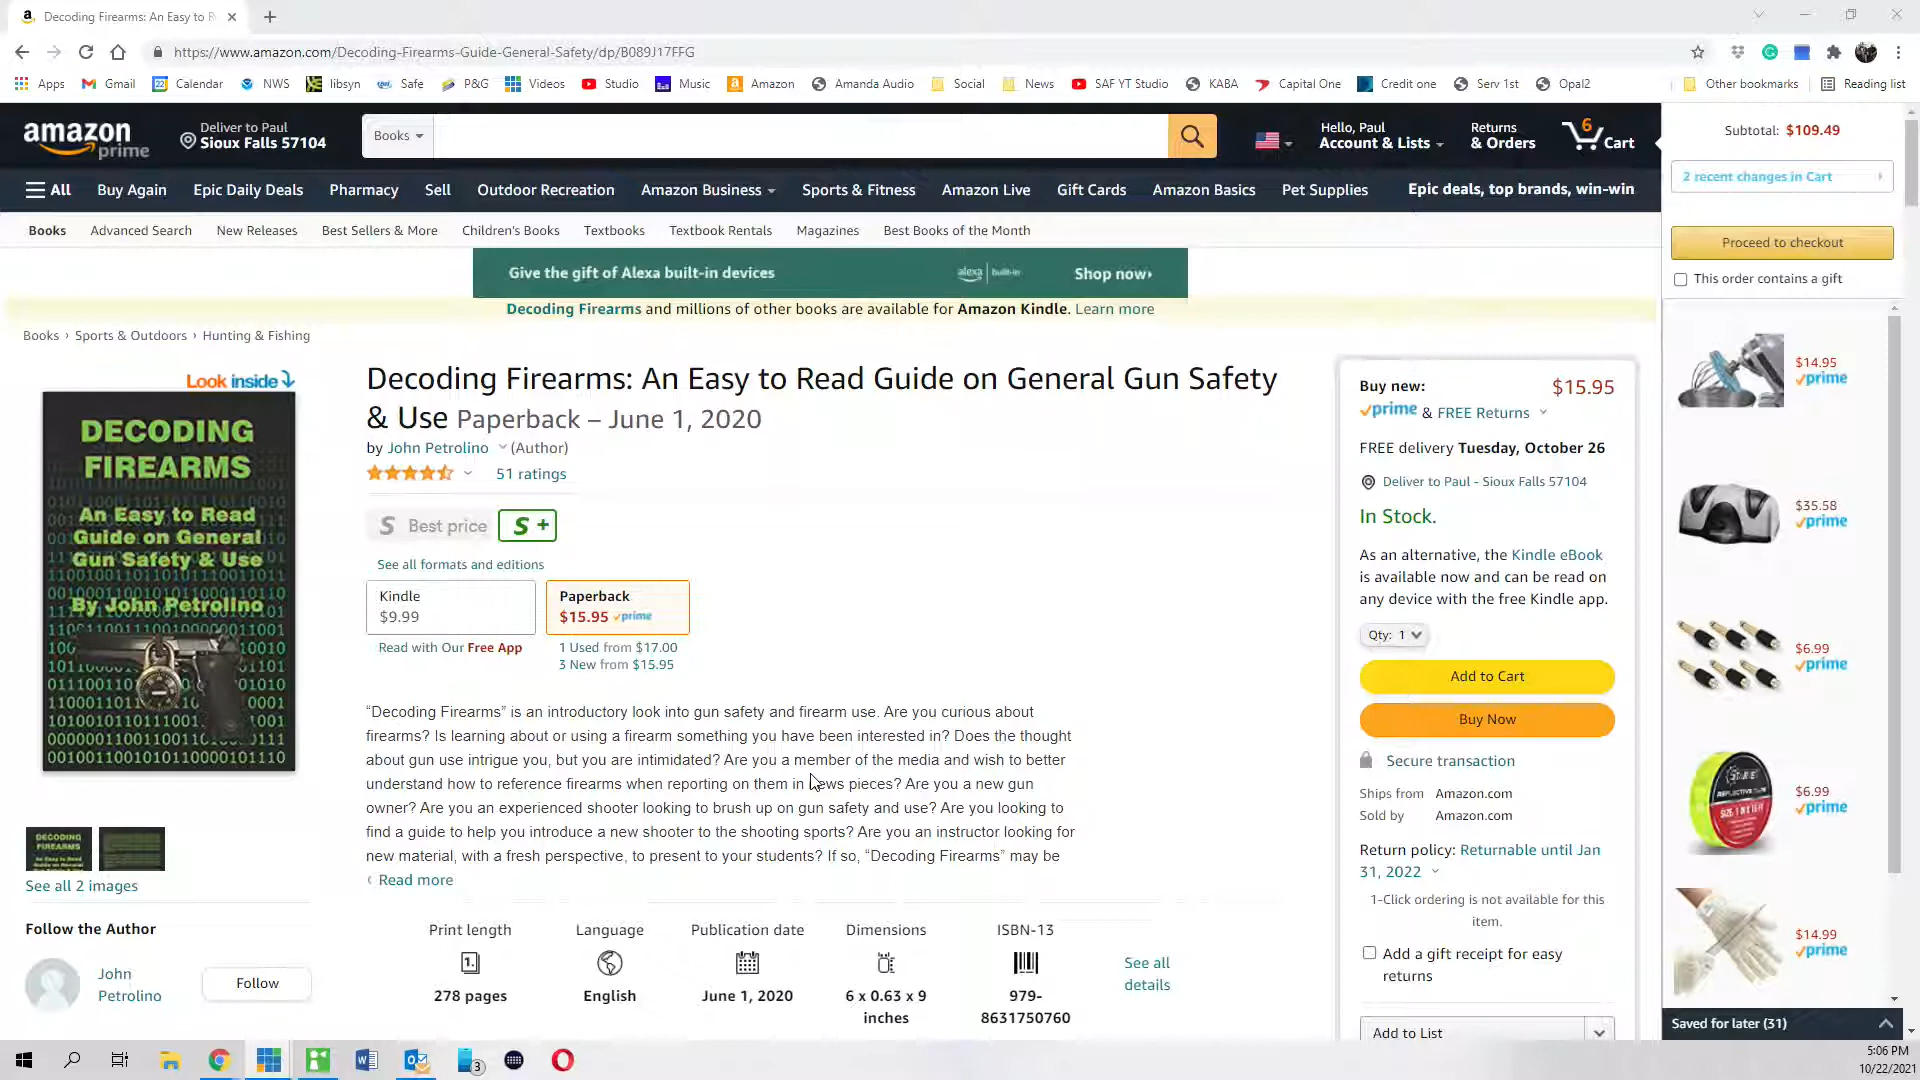 Decoding Firearms: An Easy to R
https://www.amazon.com/Decoding-Firearms-Guide-General-Safety/dp/B089J17FFG
Apps Gmail Calendar NWS libsyn Safe P&G Videos Studio Music Amazon Amanda Audio Social News SAF YT Studio KABA Capital One Credit one Serv 1st Opal2 Other bookmarks Reading list
amazon prime
Deliver to Paul
Sioux Falls 57104
Books
Hello, Paul
Account & Lists
Returns
& Orders
6
Cart
Subtotal: $109.49
2 recent changes in Cart
Proceed to checkout
This order contains a gift
All Buy Again Epic Daily Deals Pharmacy Sell Outdoor Recreation Amazon Business Sports & Fitness Amazon Live Gift Cards Amazon Basics Pet Supplies Epic deals, top brands, win-win
Books Advanced Search New Releases Best Sellers & More Children's Books Textbooks Textbook Rentals Magazines Best Books of the Month
Give the gift of Alexa built-in devices alexa built-in Shop now›
Decoding Firearms and millions of other books are available for Amazon Kindle. Learn more
Books › Sports & Outdoors › Hunting & Fishing
Look inside
DECODING
FIREARMS
An Easy to Read
Guide on General
Gun Safety & Use
By John Petrolino
See all 2 images
Follow the Author
John
Petrolino
Follow
Decoding Firearms: An Easy to Read Guide on General Gun Safety
& Use Paperback – June 1, 2020
by John Petrolino (Author)
51 ratings
S Best price S +
See all formats and editions
Kindle
$9.99
Paperback
$15.95 prime
Read with Our Free App
1 Used from $17.00
3 New from $15.95
“Decoding Firearms” is an introductory look into gun safety and firearm use. Are you curious about
firearms? Is learning about or using a firearm something you have been interested in? Does the thought
about gun use intrigue you, but you are intimidated? Are you a member of the media and wish to better
understand how to reference firearms when reporting on them in news pieces? Are you a new gun
owner? Are you an experienced shooter looking to brush up on gun safety and use? Are you looking to
find a guide to help you introduce a new shooter to the shooting sports? Are you an instructor looking for
new material, with a fresh perspective, to present to your students? If so, “Decoding Firearms” may be
Read more
Print length
1.
278 pages
Language
English
Publication date
June 1, 2020
Dimensions
6 x 0.63 x 9
inches
ISBN-13
979-
8631750760
See all
details
Buy new: $15.95
prime & FREE Returns
FREE delivery Tuesday, October 26
Deliver to Paul - Sioux Falls 57104
In Stock.
As an alternative, the Kindle eBook
is available now and can be read on
any device with the free Kindle app.
Qty: 1
Add to Cart
Buy Now
Secure transaction
Ships from Amazon.com
Sold by Amazon.com
Return policy: Returnable until Jan
31, 2022
1-Click ordering is not available for this
item.
Add a gift receipt for easy
returns
Add to List
$14.95
prime
$35.58
prime
$6.99
prime
$6.99
prime
$14.99
prime
Saved for later (31)
3
5:06 PM
10/22/2021